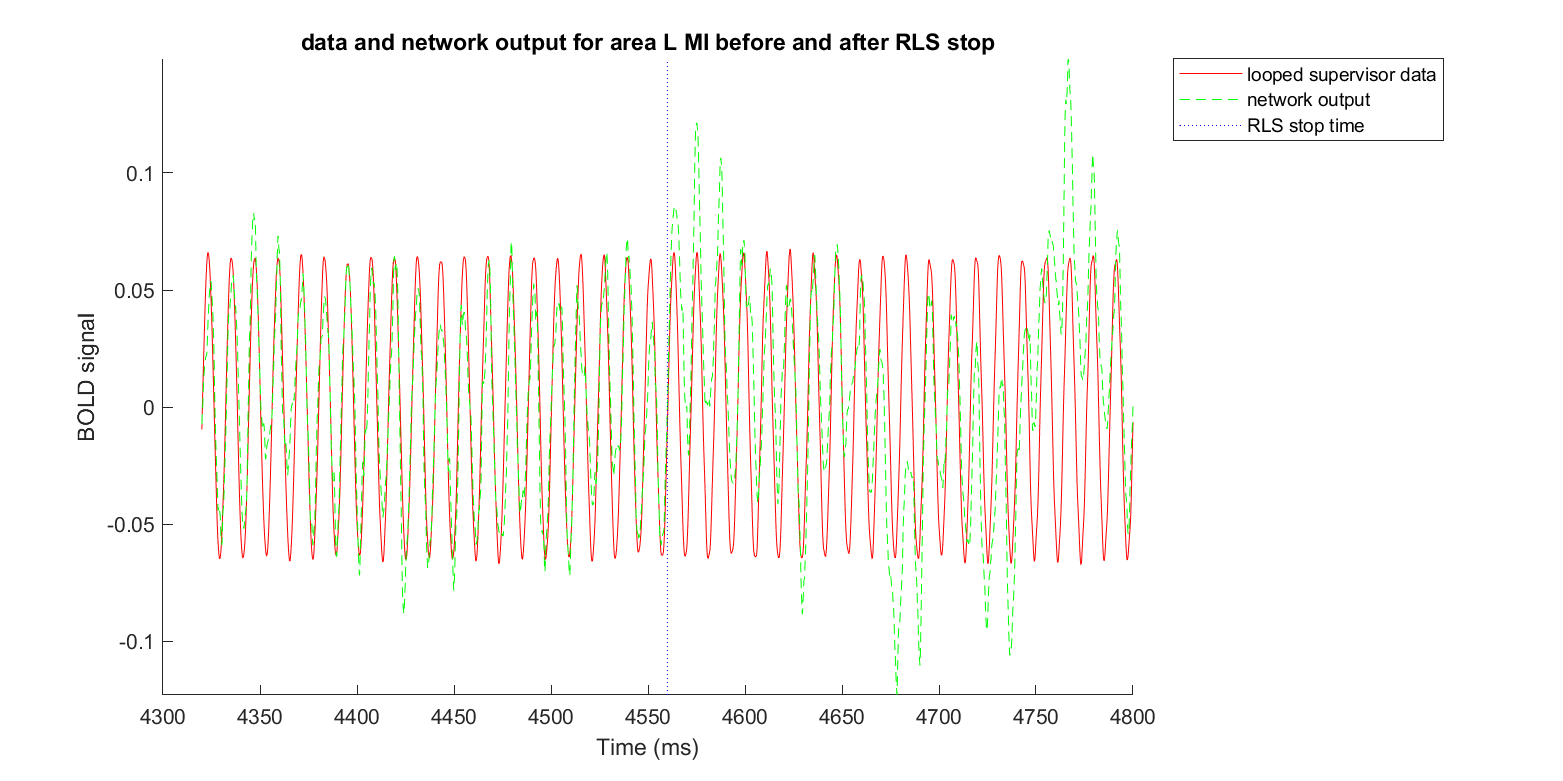 data and network output for area L MI before and after RLS stop
looped supervisor data
network output
RLS stop time
BOLD signal
0.1
0.05
0
-0.05
-0.1
4300 4350 4400 4450 4500 4550 4600 4650 4700 4750 4800
Time (ms)